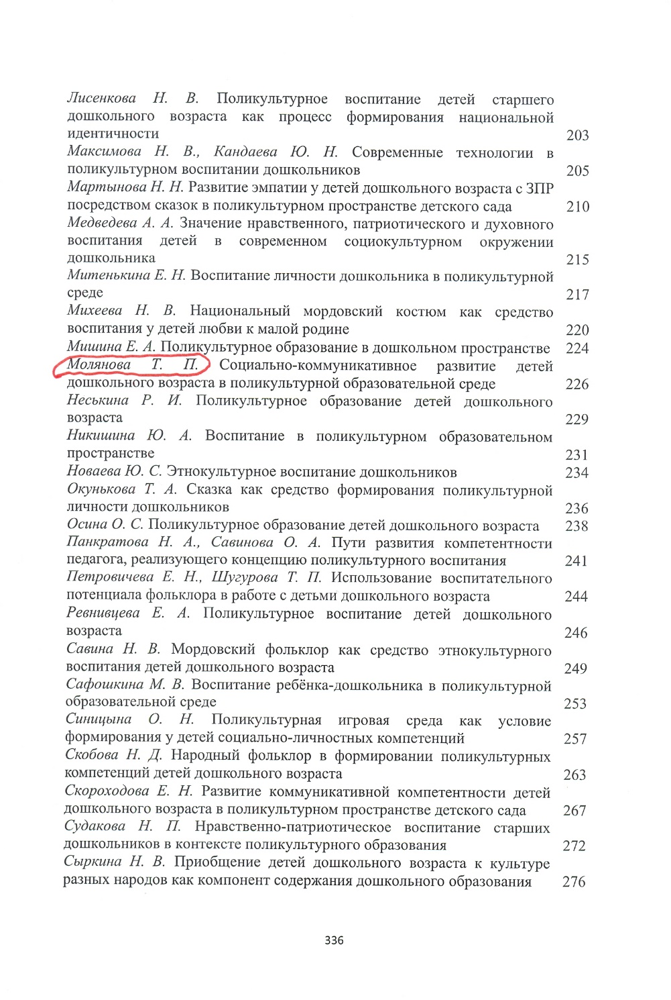 Лисенкова Н. В. Поликультурное воспитание детей старшего
дошкольного возраста как процесс формирования национальной
идентичности 203
Максимова Н. В., Кандаева Ю. Н. Современные технологии в
поликультурном воспитании дошкольников 205
Мартынова Н. Н. Развитие эмпатии у детей дошкольного возраста с ЗПР
посредством сказок в поликультурном пространстве детского сада 210
Медведева А. А. Значение нравственного, патриотического и духовного
воспитания детей в современном социокультурном окружении
дошкольника 215
Митенькина Е. Н. Воспитание личности дошкольника в поликультурной
среде 217
Михеева Н. В. Национальный мордовский костюм как средство
воспитания у детей любви к малой родине 220
Мишина Е. А. Поликультурное образование в дошкольном пространстве 224
Молянова Т. П. Социально-коммуникативное развитие детей
дошкольного возраста в поликультурной образовательной среде 226
Неськина Р. И. Поликультурное образование детей дошкольного
возраста 229
Никишина Ю. А. Воспитание в поликультурном образовательном
пространстве 231
Новаева Ю. С. Этнокультурное воспитание дошкольников 234
Окунькова Т. А. Сказка как средство формирования поликультурной
личности дошкольников 236
Осина О. С. Поликультурное образование детей дошкольного возраста 238
Панкратова Н. А., Савинова О. А. Пути развития компетентности
педагога, реализующего концепцию поликультурного воспитания 241
Петровичева Е. Н., Шугурова Т. П. Использование воспитательного
потенциала фольклора в работе с детьми дошкольного возраста 244
Ревнивцева Е. А. Поликультурное воспитание детей дошкольного
возраста 246
Савина Н. В. Мордовский фольклор как средство этнокультурного
воспитания детей дошкольного возраста 249
Сафошкина М. В. Воспитание ребёнка-дошкольника в поликультурной
образовательной среде 253
Синицына О. Н. Поликультурная игровая среда как условие
формирования у детей социально-личностных компетенций 257
Скобова Н. Д. Народный фольклор в формировании поликультурных
компетенций детей дошкольного возраста 263
Скороходова Е. Н. Развитие коммуникативной компетентности детей
дошкольного возраста в поликультурном пространстве детского сада 267
Судакова Н. П. Нравственно-патриотическое воспитание старших
дошкольников в контексте поликультурного образования 272
Сыркина Н. В. Приобщение детей дошкольного возраста к культуре
разных народов как компонент содержания дошкольного образования 276
336